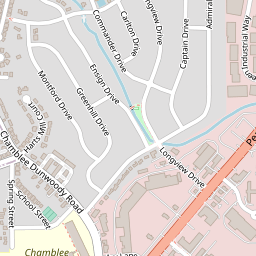 Commander Drive
Carlton Drive
Longview Drive
Admiral
Industrial Way
Captain Drive
Ensign Drive
Greenhill Drive
Montford Drive
Harts Mill
Court
Chamblee Dunwoody Road
Longview Drive
School Street
Spring Street
Chamblee